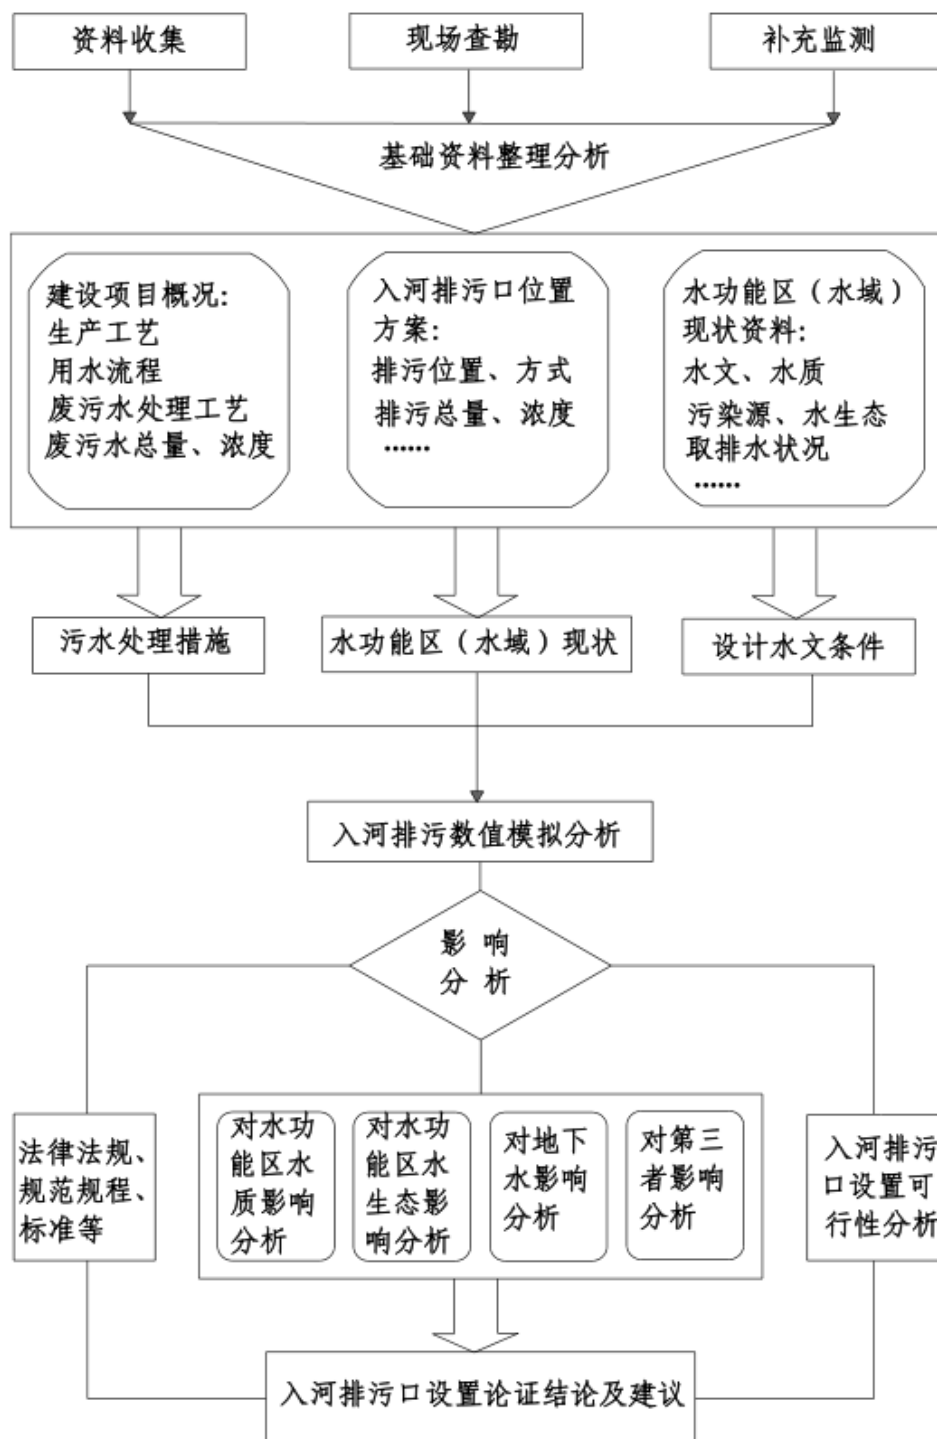 资料收集
现场查勘
补充监测
基础资料整理分析
建设项目概况：
生产工艺
用水流程
废污水处理工艺
废污水总量、浓度
入河排污口位置
方案：
排污位置、方式
排污总量、浓度
……
水功能区（水域）
现状资料：
水文、水质
污染源、水生态
取排水状况
……
污水处理措施
水功能区（水域）现状
设计水文条件
入河排污数值模拟分析
影 响
分 析
法律法规、
规范规程、
标准等
对水功
能区水
质影响
分析
对水功
能区水
生态影
响分析
对地下
水影响
分析
对第三
者影响
分析
入河排污
口设置可
行性分析
入河排污口设置论证结论及建议